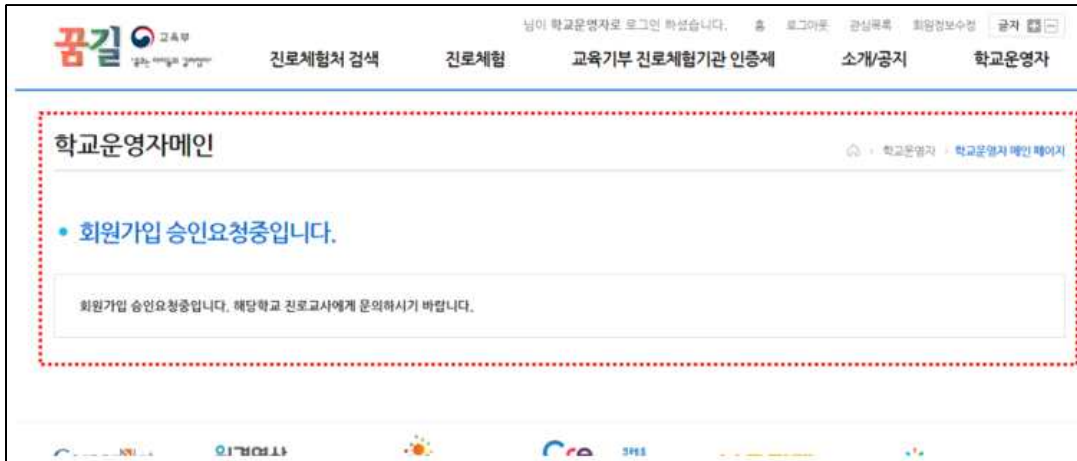 꿈길 교육부
님이 학교운영자로 로그인 하셨습니다. 홈 로그아웃 관심목록 회원정보수정 글자
진로체험처 검색 진로체험 교육기부 진로체험기관 인증제 소개/공지 학교운영자
학교운영자메인
학교운영자 학교운영자 메인 페이지
회원가입 승인요청중입니다.
회원가입 승인요청중입니다. 해당학교 진로교사에게 문의하시기 바랍니다.